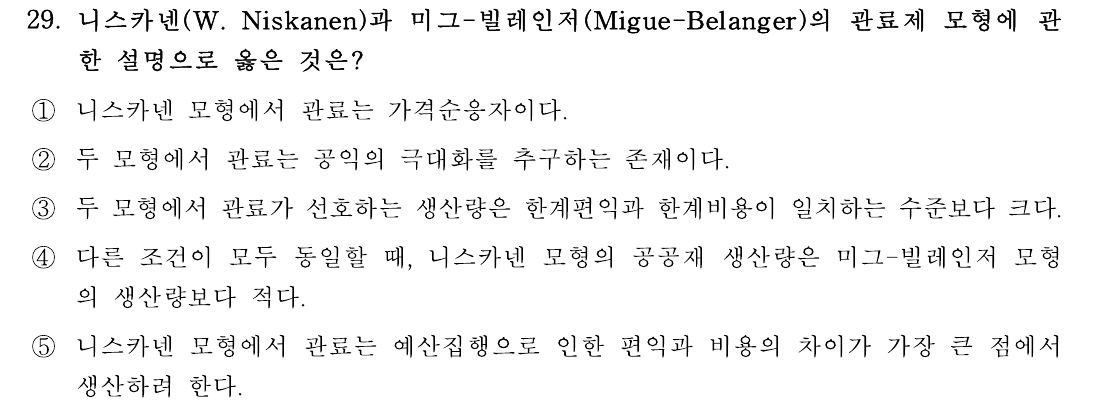 29. 니스카넨(W. Niskanen)과 미그-빌레인저(Migue-Belanger)의 관료제 모형에 관
한 설명으로 옳은 것은?
① 니스카넨 모형에서 관료는 가격순응자이다.
② 두 모형에서 관료는 공익의 극대화를 추구하는 존재이다.
③ 두 모형에서 관료가 선호하는 생산량은 한계편익과 한계비용이 일치하는 수준보다 크다.
④ 다른 조건이 모두 동일할 때, 니스카넨 모형의 공공재 생산량은 미그-빌레인저 모형
의 생산량보다 적다.
⑤ 니스카넨 모형에서 관료는 예산집행으로 인한 편익과 비용의 차이가 가장 큰 점에서
생산하려 한다.